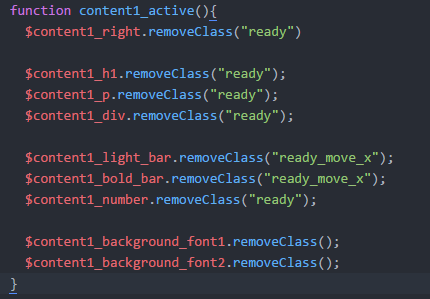 function content1_active(){
$content1_right.removeClass("ready")
$content1_h1.removeClass("ready");
$content1_p.removeClass("ready");
$content1_div.removeClass("ready");
$content1_light_bar.removeClass("ready_move_x");
$content1_bold_bar.removeClass("ready_move_x");
$content1_number.removeClass("ready");
$content1_background_font1.removeClass();
$content1_background_font2.removeClass();
}